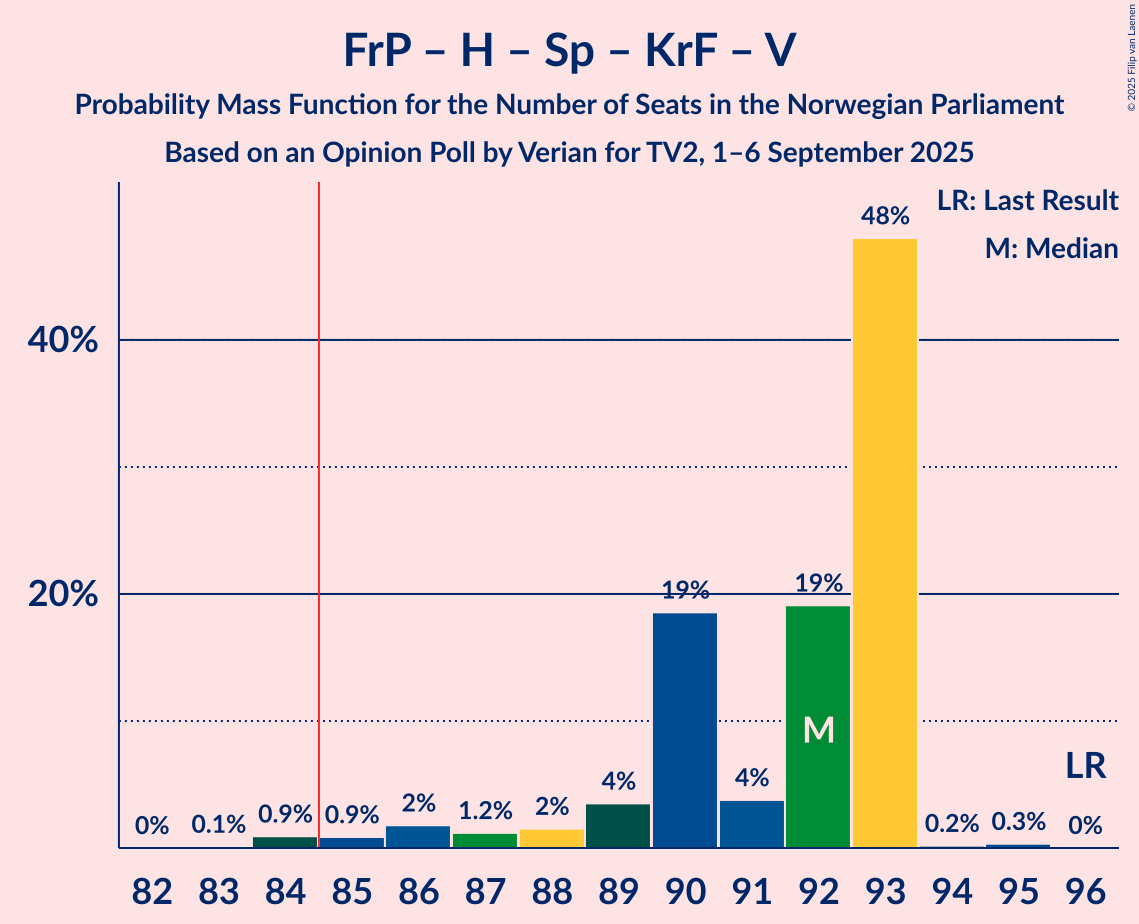 FrP – H – Sp – KrF – V
Probability Mass Function for the Number of Seats in the Norwegian Parliament
Based on an Opinion Poll by Verian for TV2, 1–6 September 2025
© 2025 Filip van Laenen
LR: Last Result
M: Median
40%
20%
0%
0.1%
0.9%
0.9%
2%
1.2%
2%
4%
19%
4%
19%
48%
0.2%
0.3%
0%
M
LR
82 83 84 85 86 87 88 89 90 91 92 93 94 95 96